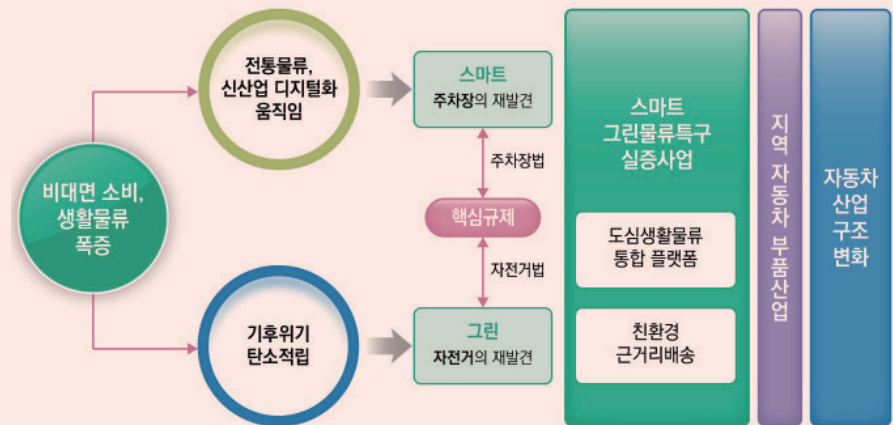 비대면 소비,
생활물류
폭증
전통물류,
신산업 디지털화
움직임
기후위기
탄소적립
스마트
주차장의 재발견
주차장법
핵심규제
자전거법
그린
자전거의 재발견
스마트
그린물류특구
실증사업
도심생활물류
통합 플랫폼
친환경
근거리배송
지역 자동차 부품산업
자동차
산업
구조
변화